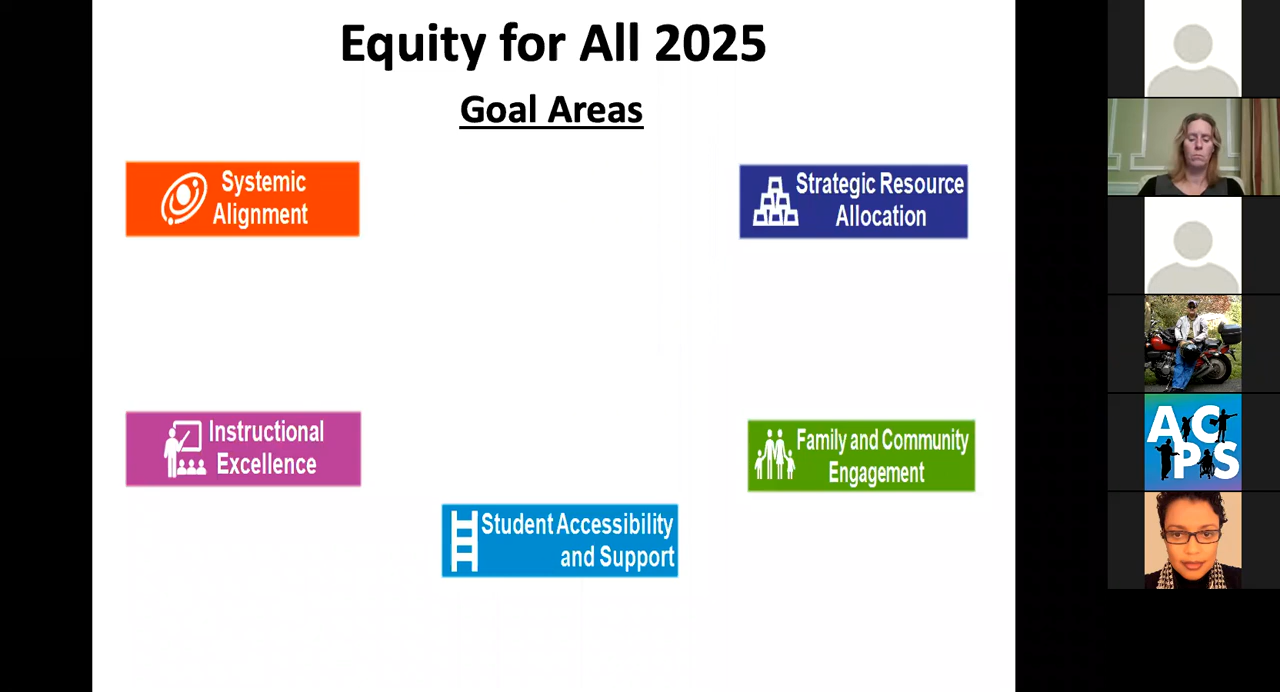 Equity for All 2025
Goal Areas
Systemic
Alignment
Strategic Resource
Allocation
Instructional
Excellence
Family and Community
Engagement
Student Accessibility
and Support
AC
PS